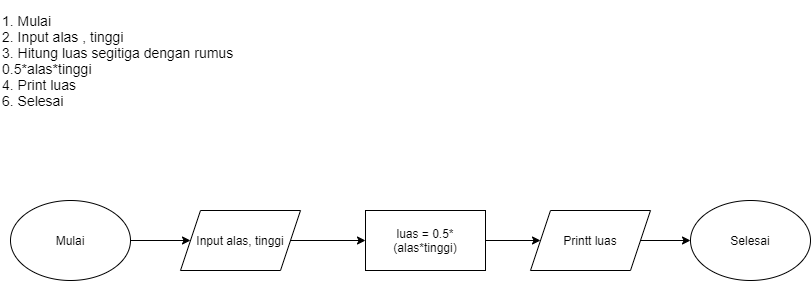 1. Mulai
2. Input alas , tinggi
3. Hitung luas segitiga dengan rumus
0.5*alas*tinggi
4. Print luas
6. Selesai
Mulai
Input alas, tinggi
luas = 0.5*
(alas*tinggi)
Printt luas
Selesai